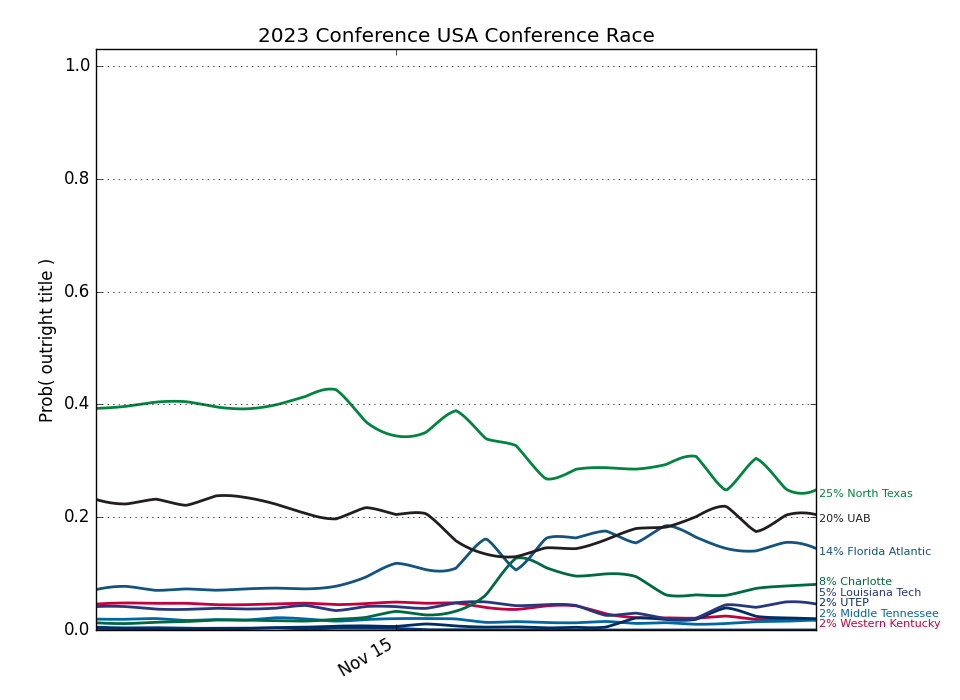 2023 Conference USA Conference Race
Prob( outright title )
1.0
0.8
0.6
0.4
0.2
0.0
Nov 15
25% North Texas
20% UAB
14% Florida Atlantic
8% Charlotte
5% Louisiana Tech
2% UTEP
2% Middle Tennessee
2% Western Kentucky